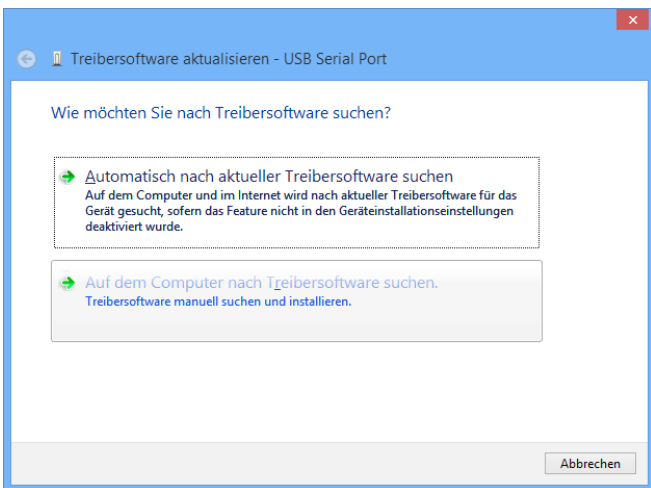 Treibersoftware aktualisieren - USB Serial Port
Wie möchten Sie nach Treibersoftware suchen?
Automatisch nach aktueller Treibersoftware suchen
Auf dem Computer und im Internet wird nach aktueller Treibersoftware für das
Gerät gesucht, sofern das Feature nicht in den Geräteinstallationseinstellungen
deaktiviert wurde.
Auf dem Computer nach Treibersoftware suchen.
Treibersoftware manuell suchen und installieren.
Abbrechen